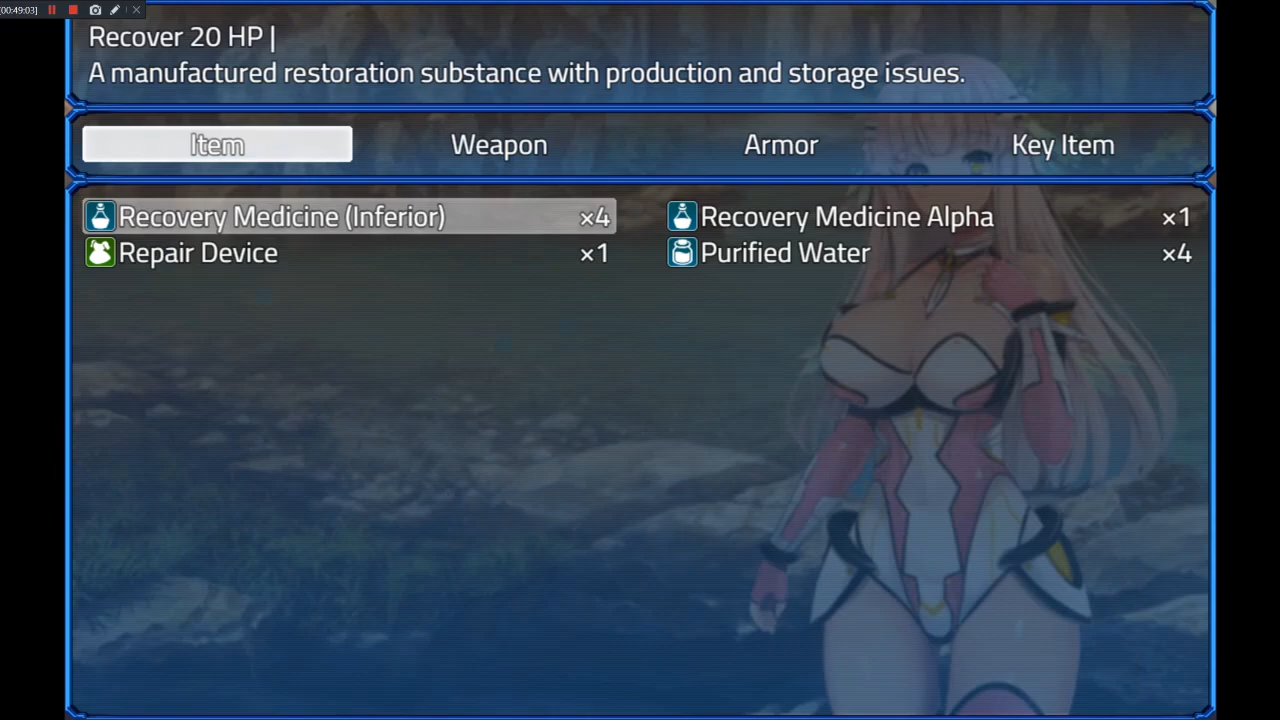 [00:49:03]
Recover 20 HP |
A manufactured restoration substance with production and storage issues.
Item Weapon Armor Key Item
Recovery Medicine (Inferior) ×4 Recovery Medicine Alpha ×1
Repair Device ×1 Purified Water ×4